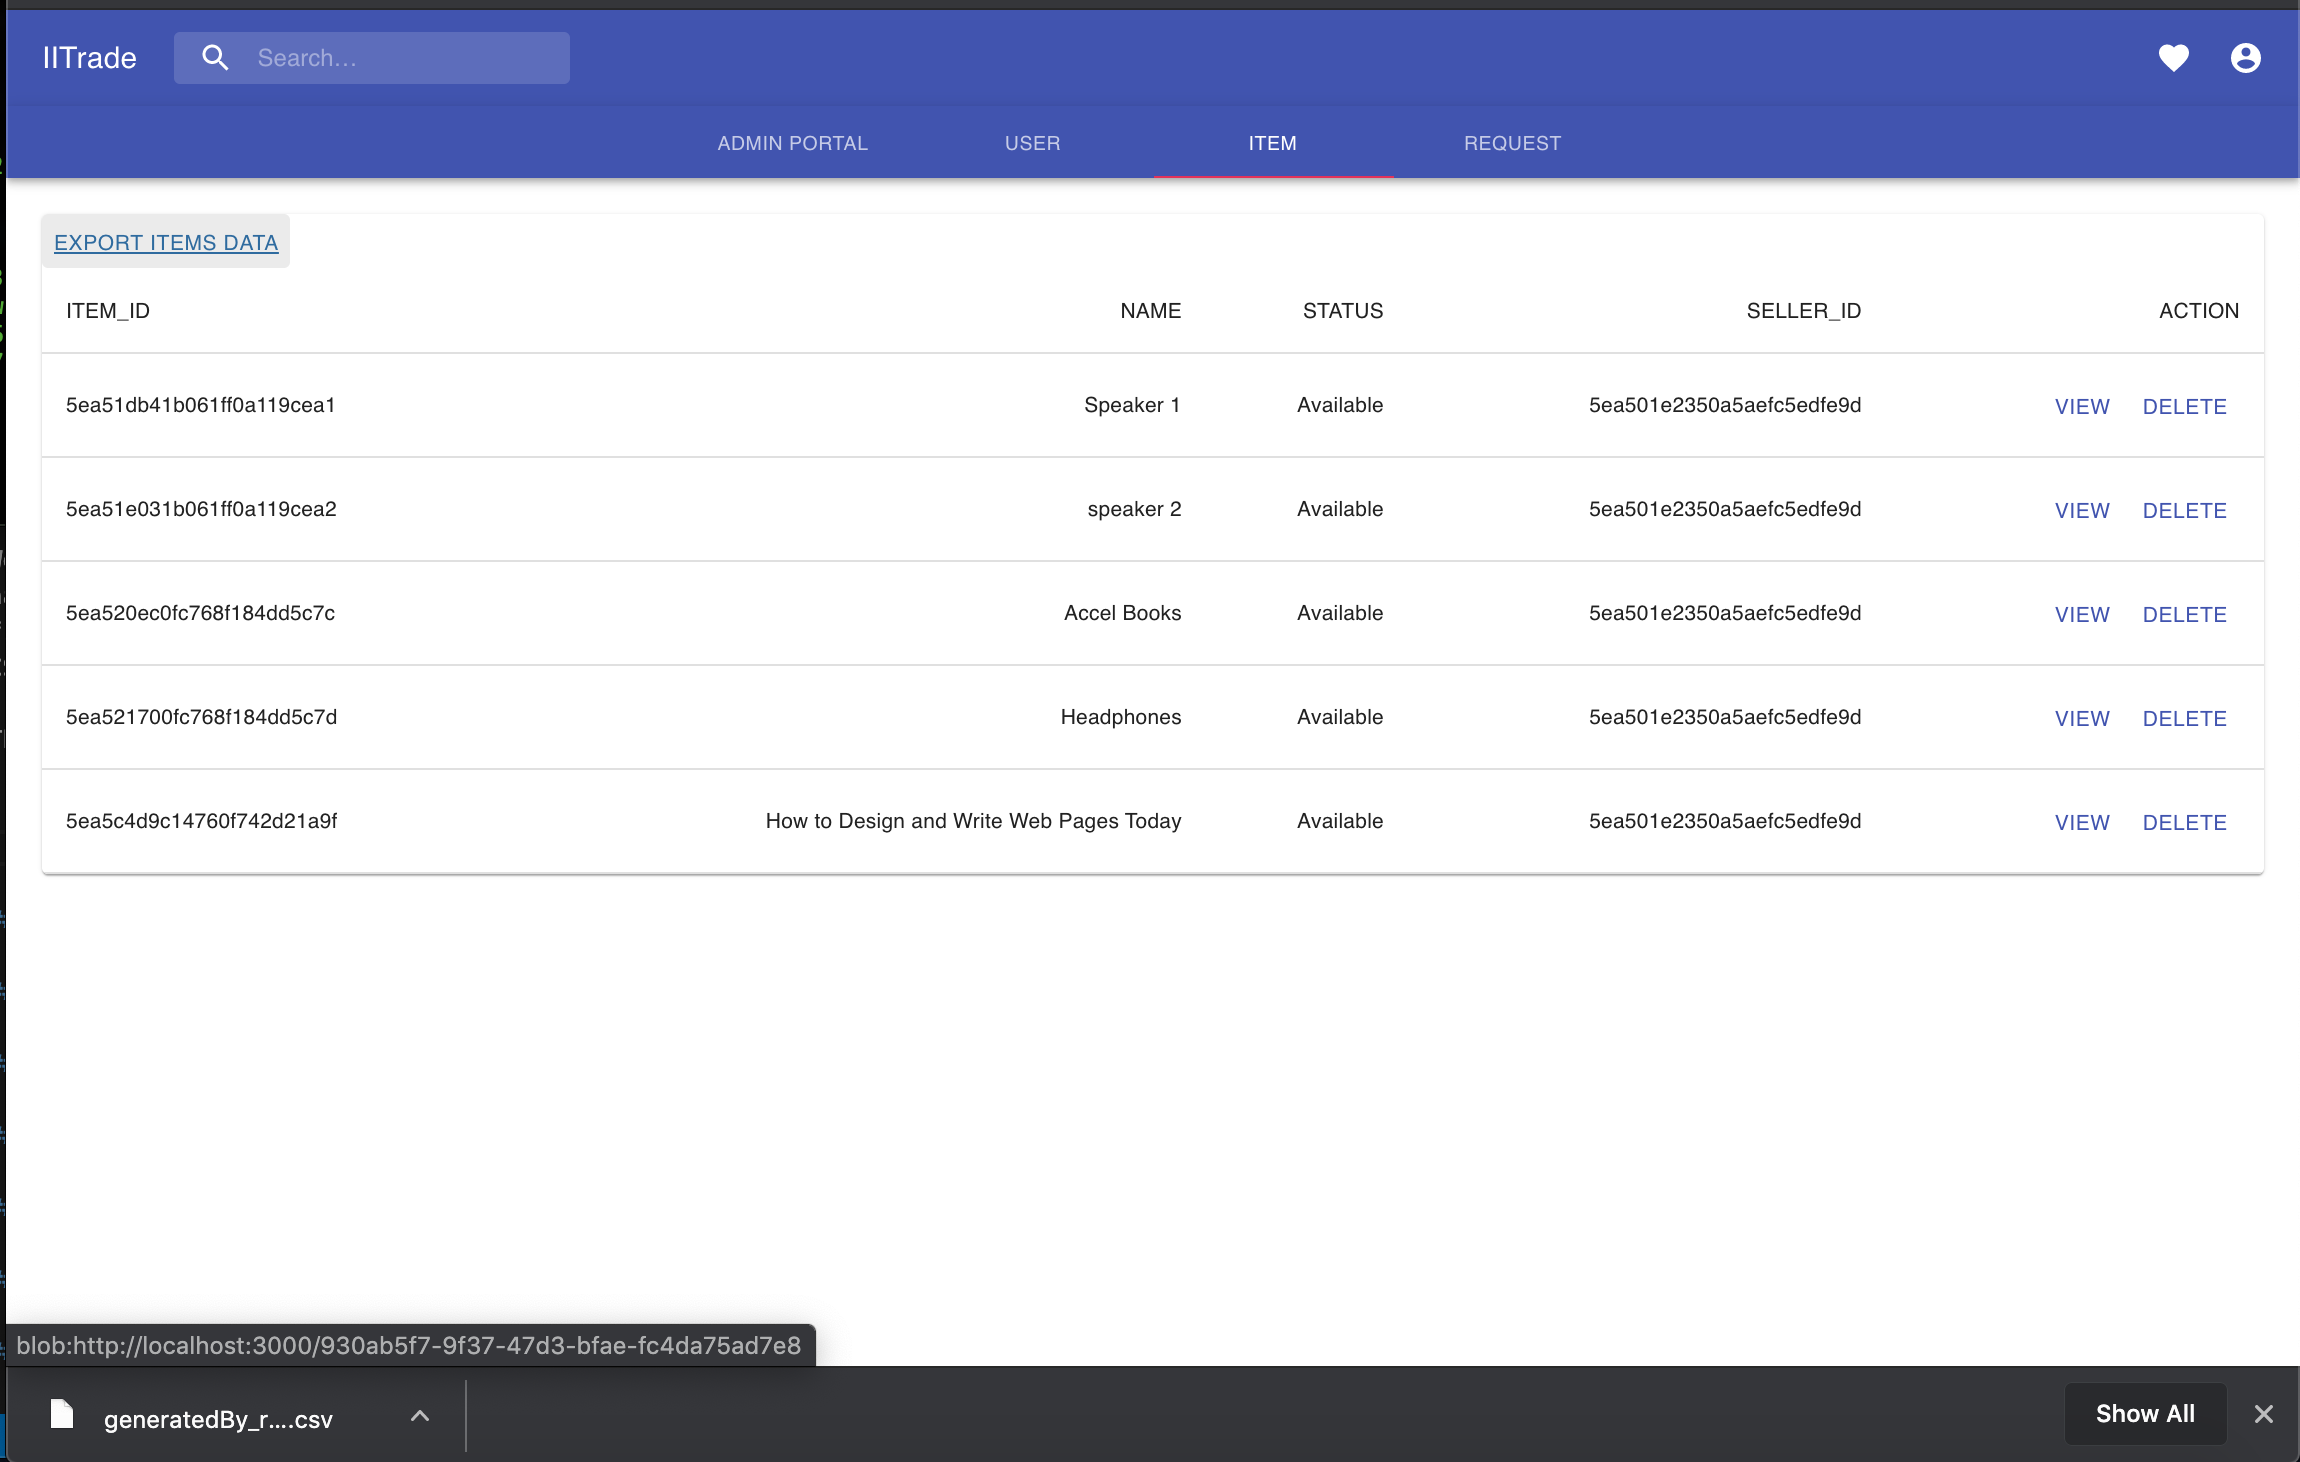 IITrade Search...
ADMIN PORTAL USER ITEM REQUEST
EXPORT ITEMS DATA
ITEM_ID NAME STATUS SELLER_ID ACTION
5ea51db41b061ff0a119cea1 Speaker 1 Available 5ea501e2350a5aefc5edfe9d VIEW DELETE
5ea51e031b061ff0a119cea2 speaker 2 Available 5ea501e2350a5aefc5edfe9d VIEW DELETE
5ea520ec0fc768f184dd5c7c Accel Books Available 5ea501e2350a5aefc5edfe9d VIEW DELETE
5ea521700fc768f184dd5c7d Headphones Available 5ea501e2350a5aefc5edfe9d VIEW DELETE
5ea5c4d9c14760f742d21a9f How to Design and Write Web Pages Today Available 5ea501e2350a5aefc5edfe9d VIEW DELETE
blob:http://localhost:3000/930ab5f7-9f37-47d3-bfae-fc4da75ad7e8
generatedBy_r....csv Show All